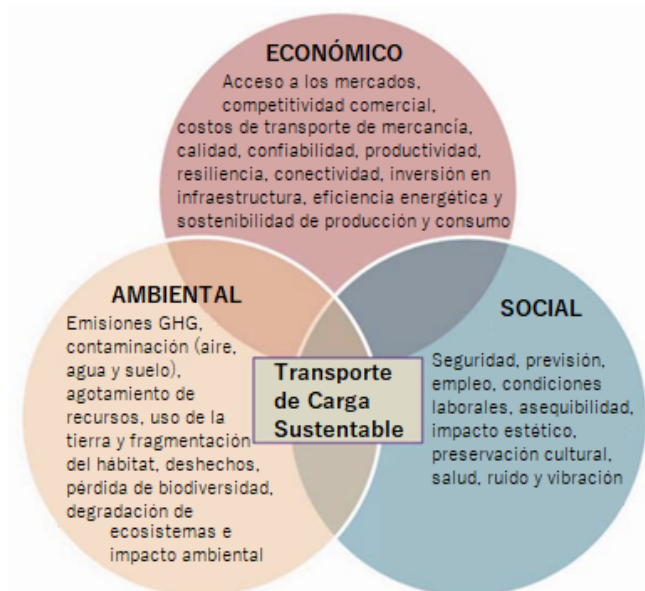 ECONÓMICO
Acceso a los mercados,
competitividad comercial,
costos de transporte de mercancía,
calidad, confiabilidad, productividad,
resiliencia, conectividad, inversión en
infraestructura, eficiencia energética y
sostenibilidad de producción y consumo
AMBIENTAL
Emisiones GHG,
contaminación (aire,
agua y suelo),
agotamiento de
recursos, uso de la
tierra y fragmentación
del hábitat, deshechos,
pérdida de biodiversidad,
degradación de
ecosistemas e
impacto ambiental
Transporte
de Carga
Sustentable
SOCIAL
Seguridad, previsión,
empleo, condiciones
laborales, asequibilidad,
impacto estético,
preservación cultural,
salud, ruido y vibración